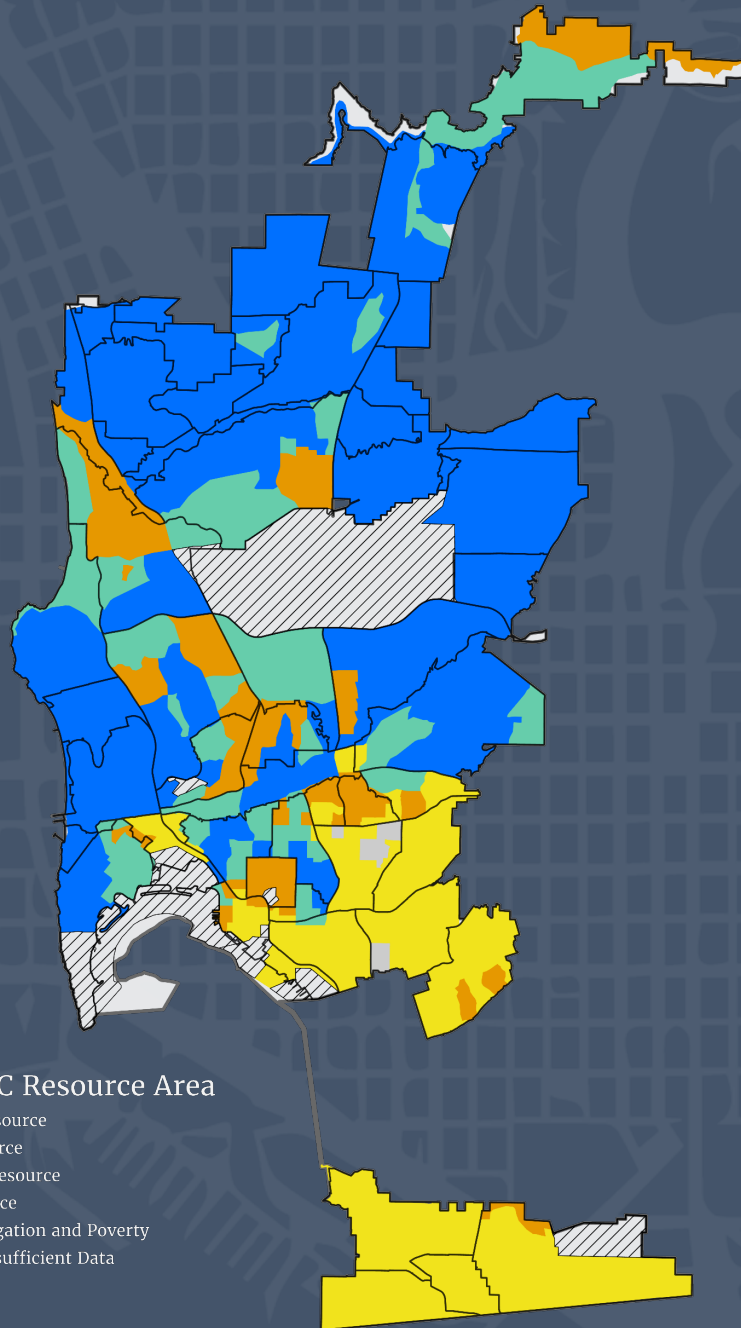 C Resource Area
source
rce
esource
ce
gation and Poverty
sufficient Data